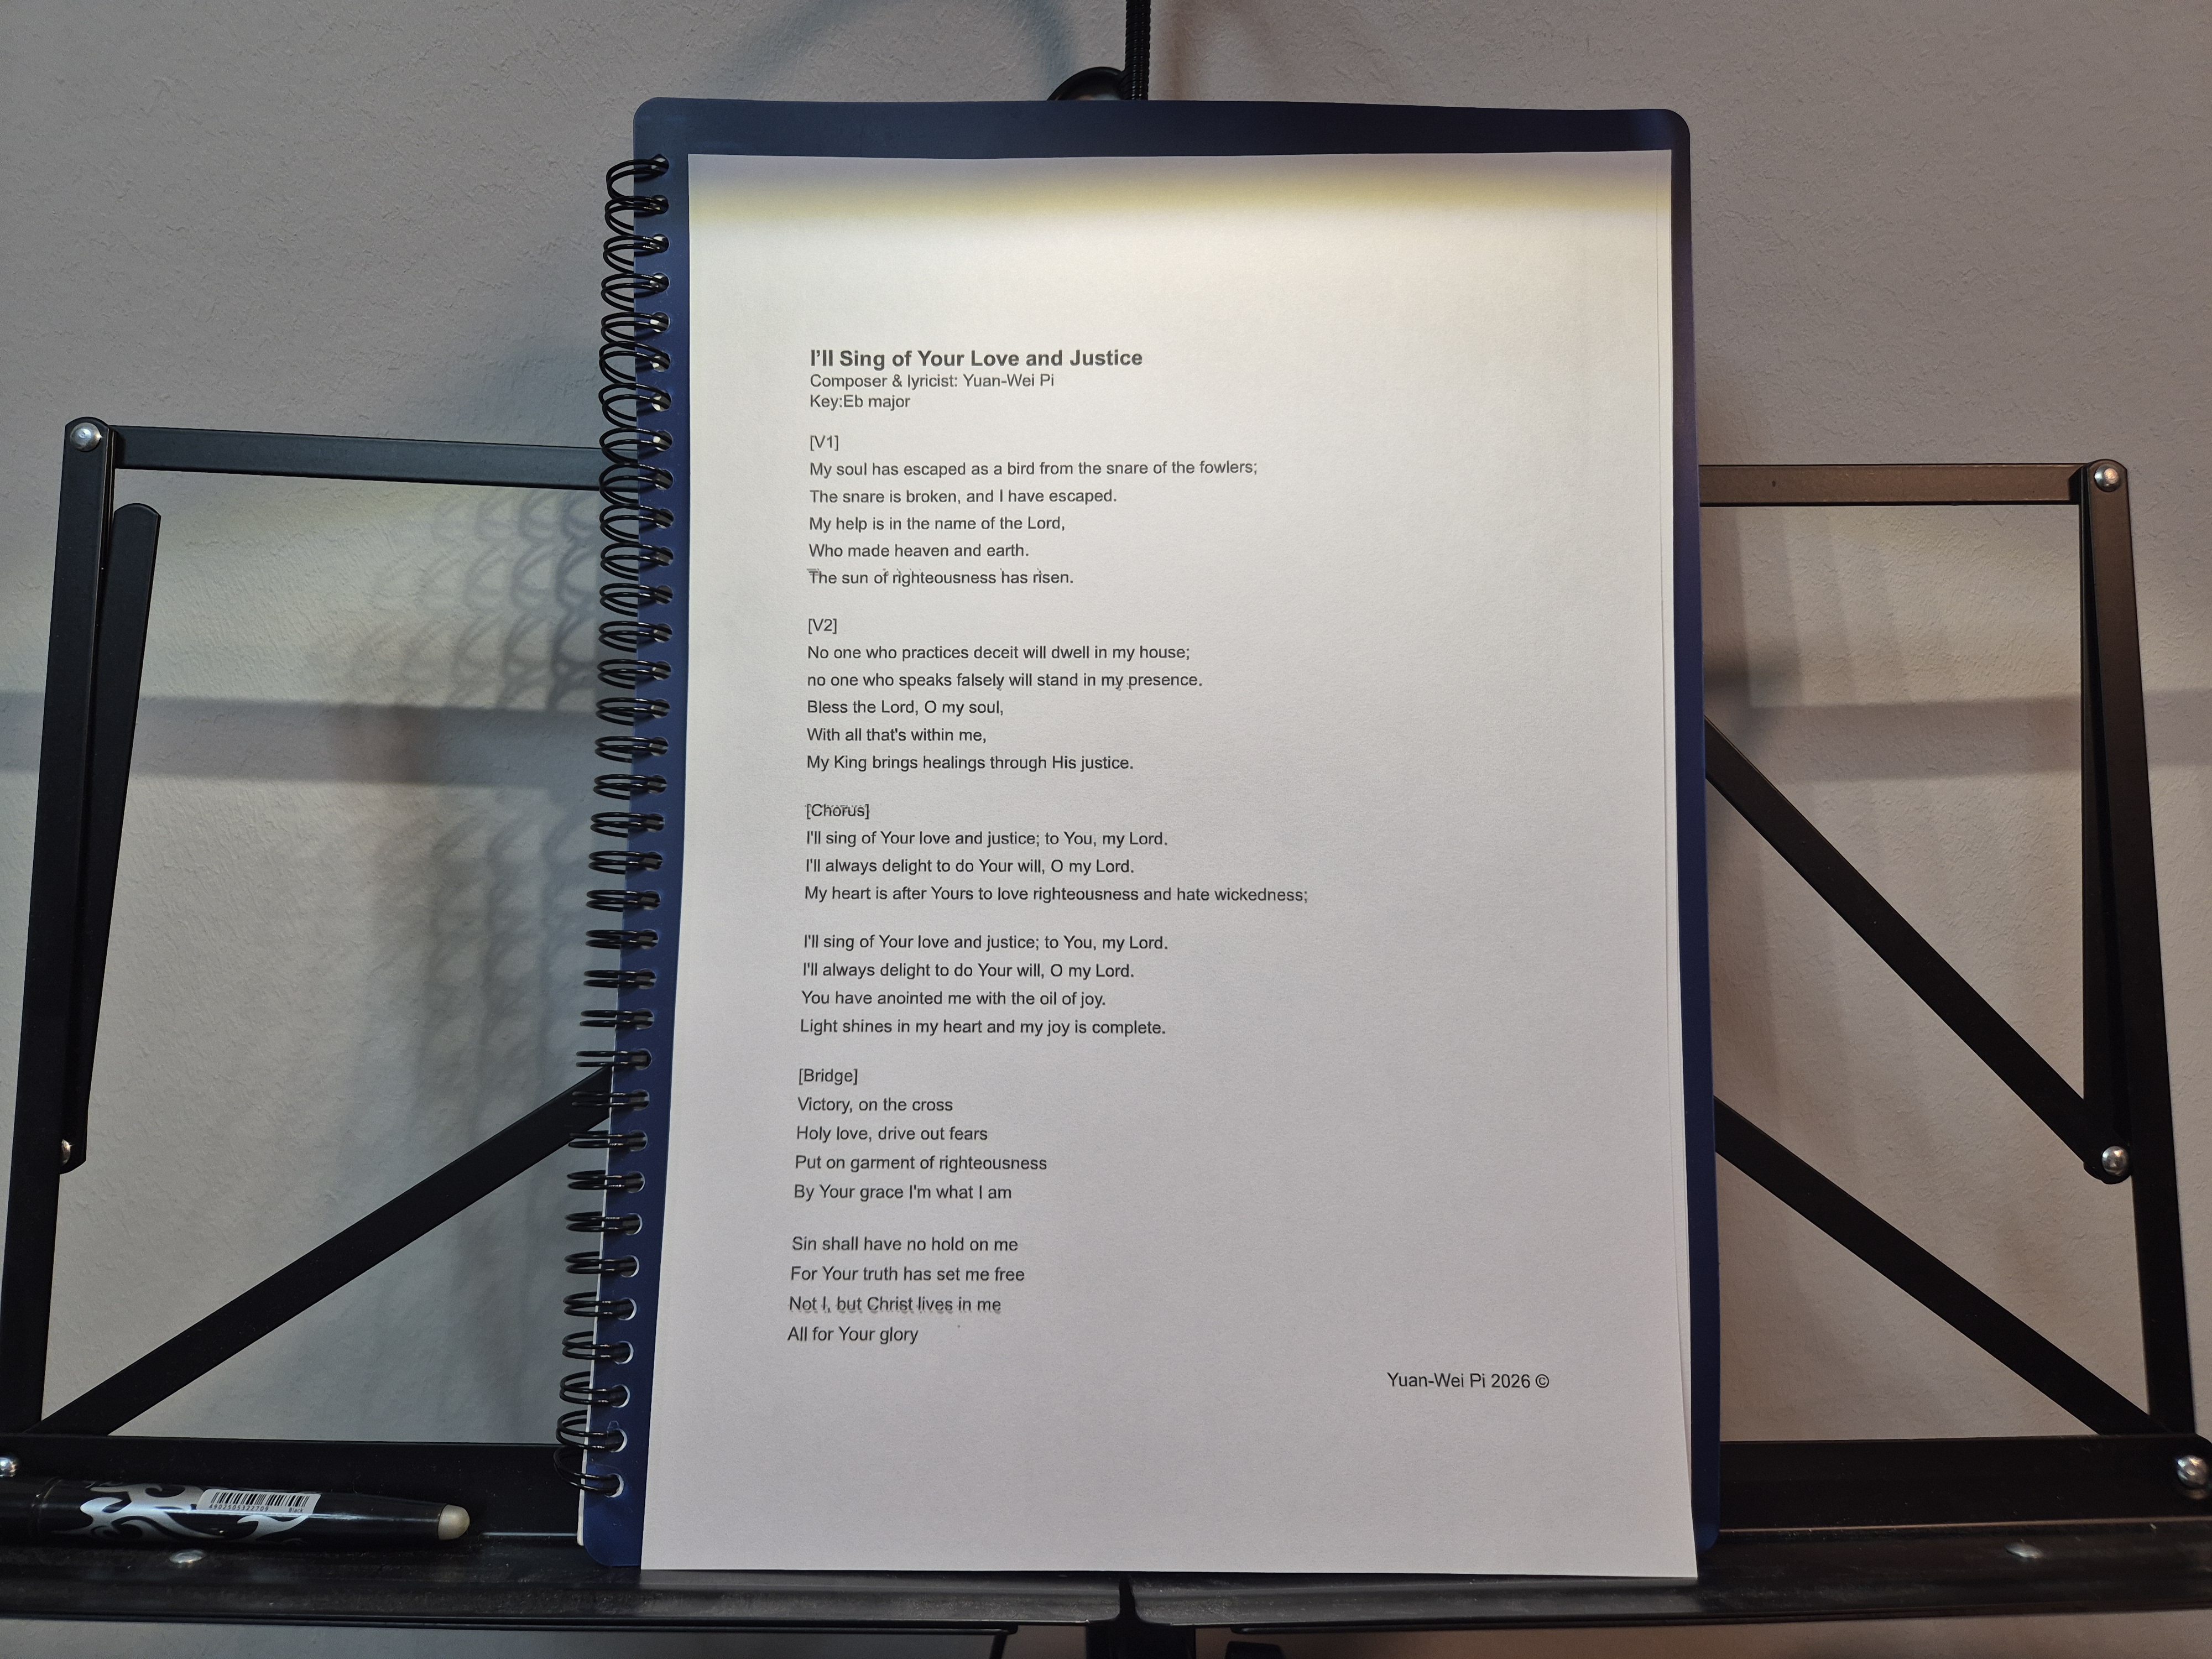 I'll Sing of Your Love and Justice
Composer & lyricist: Yuan-Wei Pi
Key:Eb major
[V1]
My soul has escaped as a bird from the snare of the fowlers;
The snare is broken, and I have escaped.
My help is in the name of the Lord,
Who made heaven and earth.
The sun of righteousness has risen.
[V2]
No one who practices deceit will dwell in my house;
no one who speaks falsely will stand in my presence.
Bless the Lord, O my soul,
With all that's within me,
My King brings healings through His justice.
[Chorus]
I'll sing of Your love and justice; to You, my Lord.
I'll always delight to do Your will, O my Lord.
My heart is after Yours to love righteousness and hate wickedness;
I'll sing of Your love and justice; to You, my Lord.
I'll always delight to do Your will, O my Lord.
You have anointed me with the oil of joy.
Light shines in my heart and my joy is complete.
[Bridge]
Victory, on the cross
Holy love, drive out fears
Put on garment of righteousness
By Your grace I'm what I am
Sin shall have no hold on me
For Your truth has set me free
Not I, but Christ lives in me
All for Your glory
Yuan-Wei Pi 2026 ©